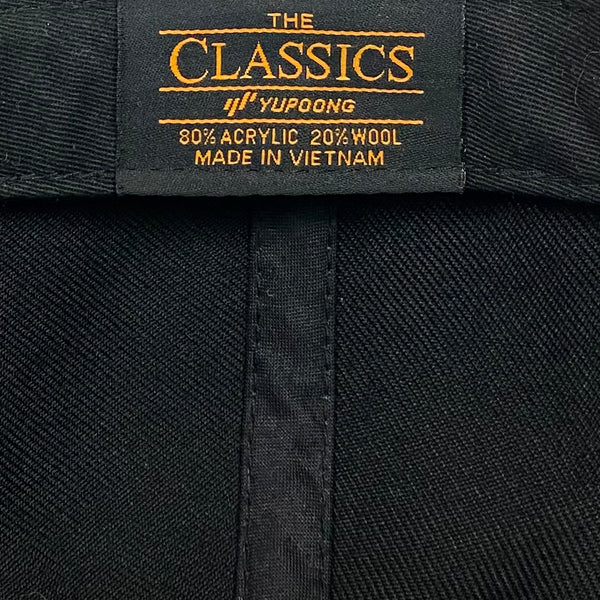 THE
CLASSICS
YUPOONG
80% ACRYLIC 20% WOOL
MADE IN VIETNAM